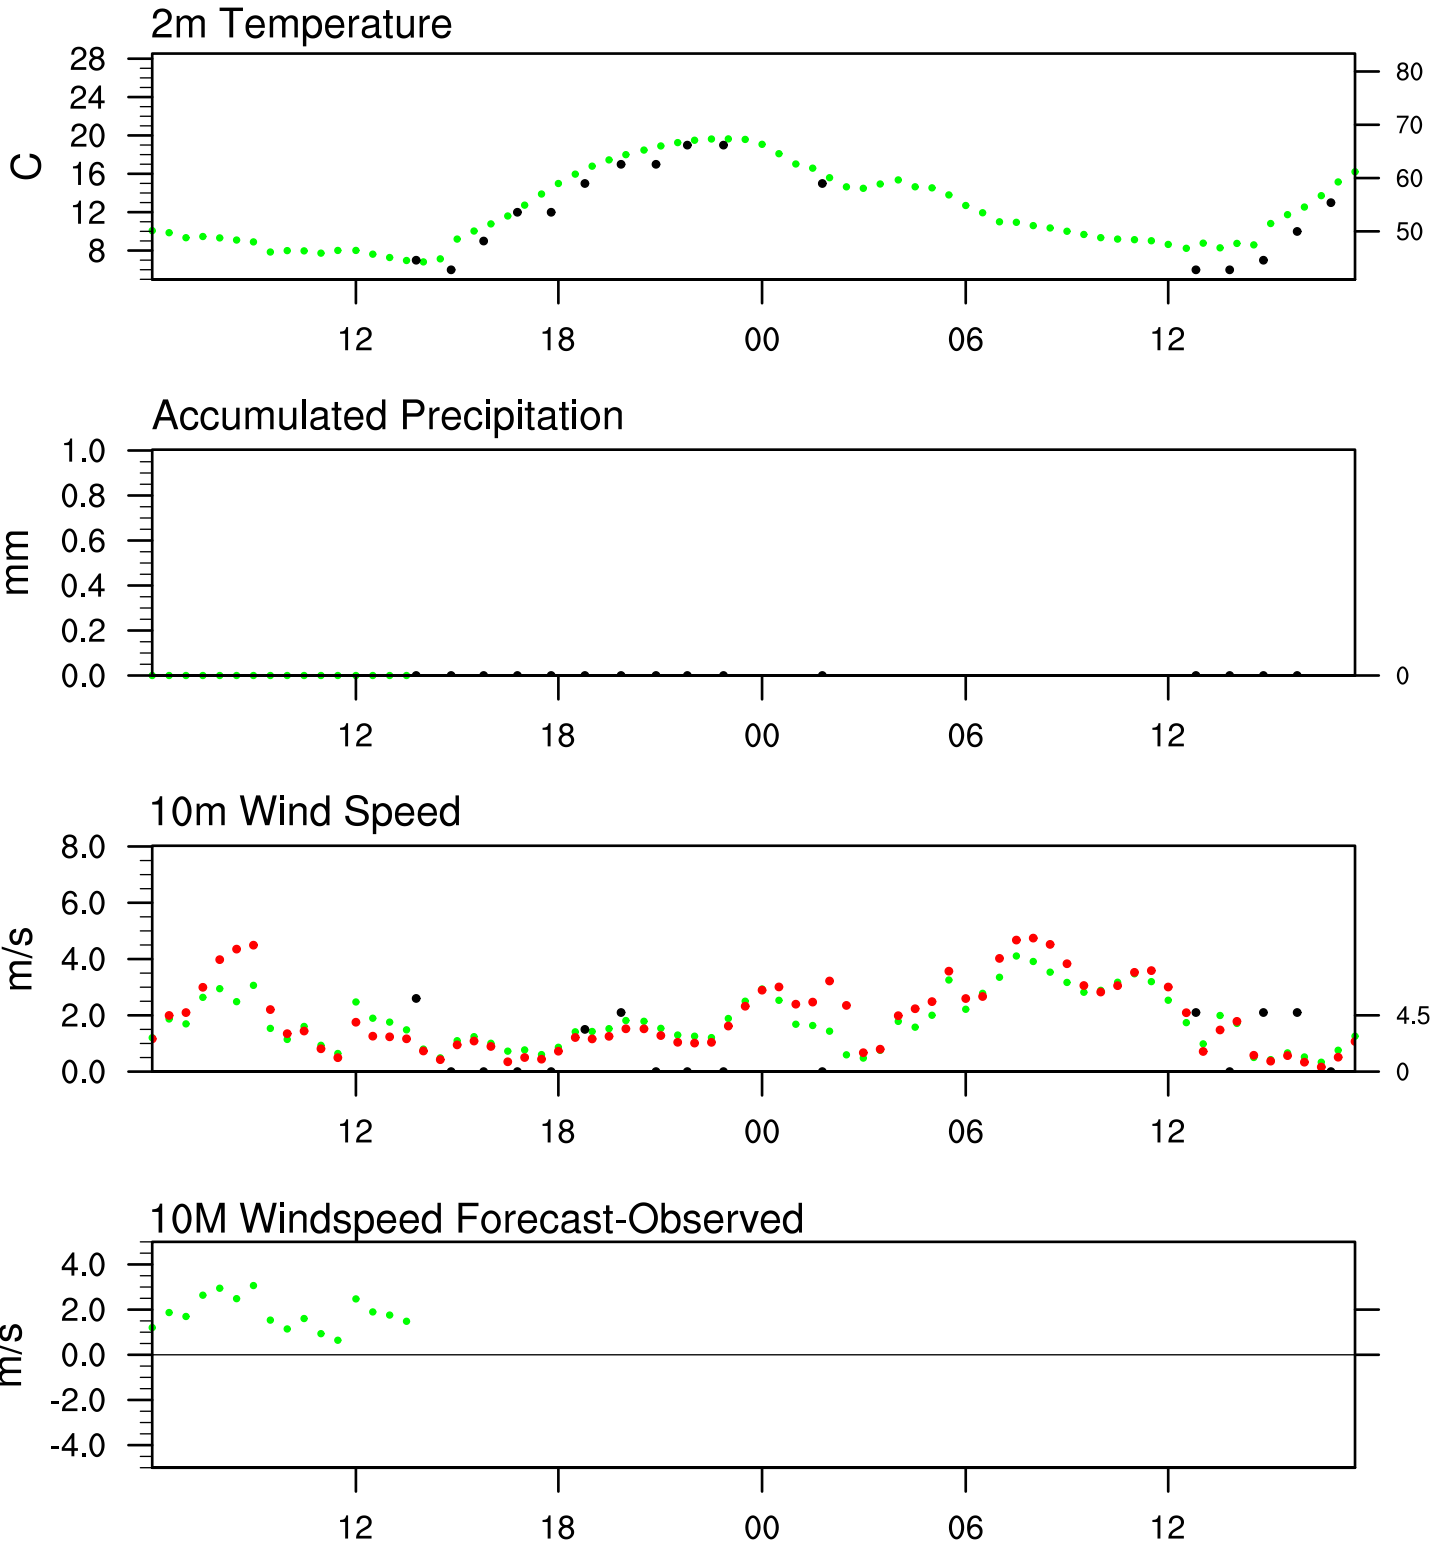 2m Temperature
28
24
20
16
12
8
C
80
70
60
50
12 18 00 06 12
Accumulated Precipitation
1.0
0.8
0.6
0.4
0.2
0.0
mm
0
12 18 00 06 12
10m Wind Speed
8.0
6.0
4.0
2.0
0.0
m/s
4.5
0
12 18 00 06 12
10M Windspeed Forecast-Observed
4.0
2.0
0.0
-2.0
-4.0
m/s
12 18 00 06 12